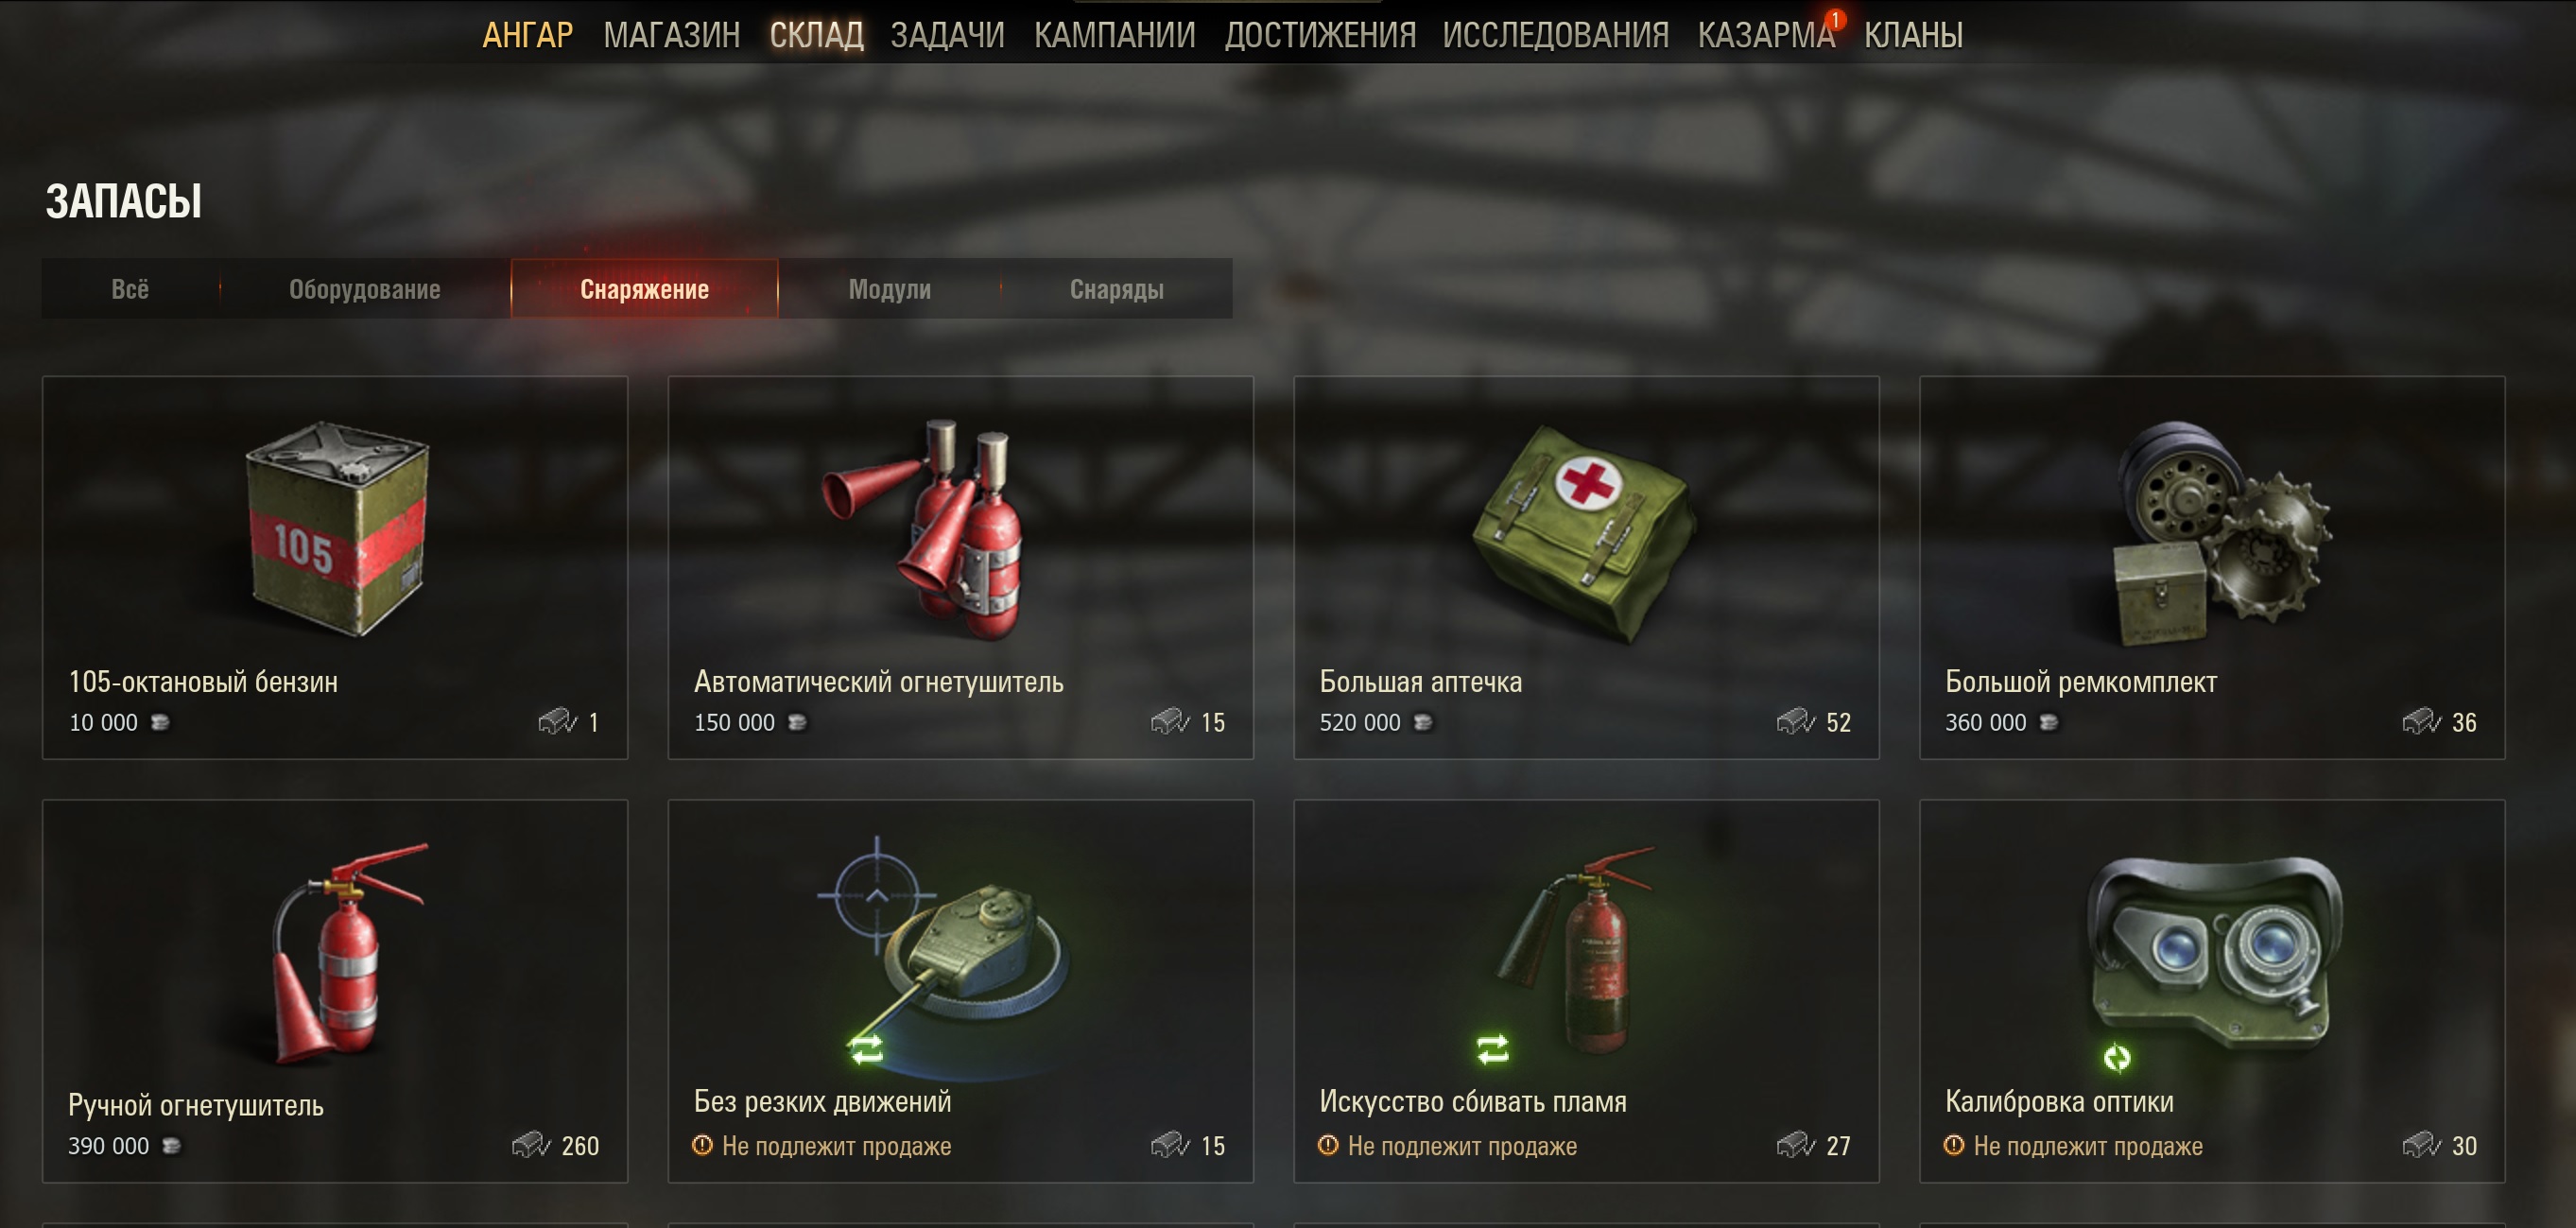 АНГАР МАГАЗИН СКЛАД ЗАДАЧИ КАМПАНИИ ДОСТИЖЕНИЯ ИССЛЕДОВАНИЯ КАЗАРМА 1 КЛАНЫ
ЗАПАСЫ
Всё Оборудование Снаряжение Модули Снаряды
105
105-октановый бензин
10 000 1
Автоматический огнетушитель
150 000 15
Большая аптечка
520 000 52
Большой ремкомплект
360 000 36
Ручной огнетушитель
390 000 260
Без резких движений
Не подлежит продаже 15
Искусство сбивать пламя
Не подлежит продаже 27
Калибровка оптики
Не подлежит продаже 30